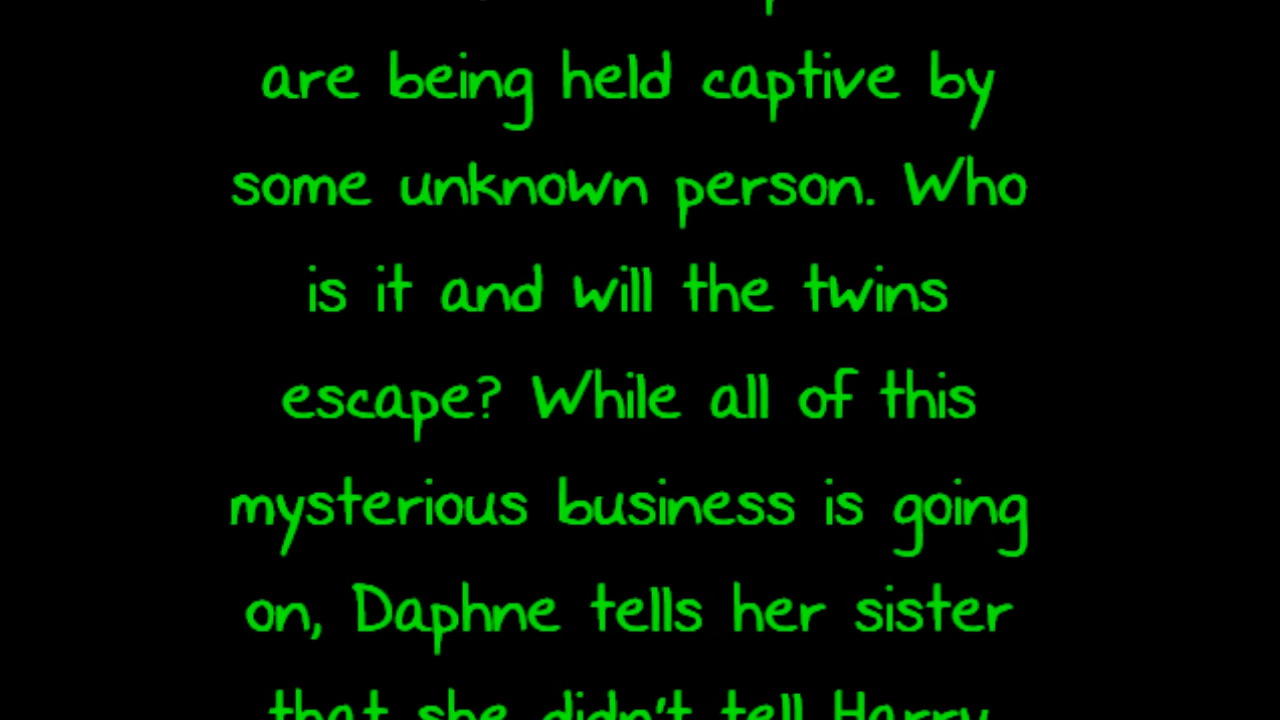 are being held captive by
some unknown person. Who
is it and will the twins
escape? While all of this
mysterious business is going
on, Daphne tells her sister
that she didn't tell Harry